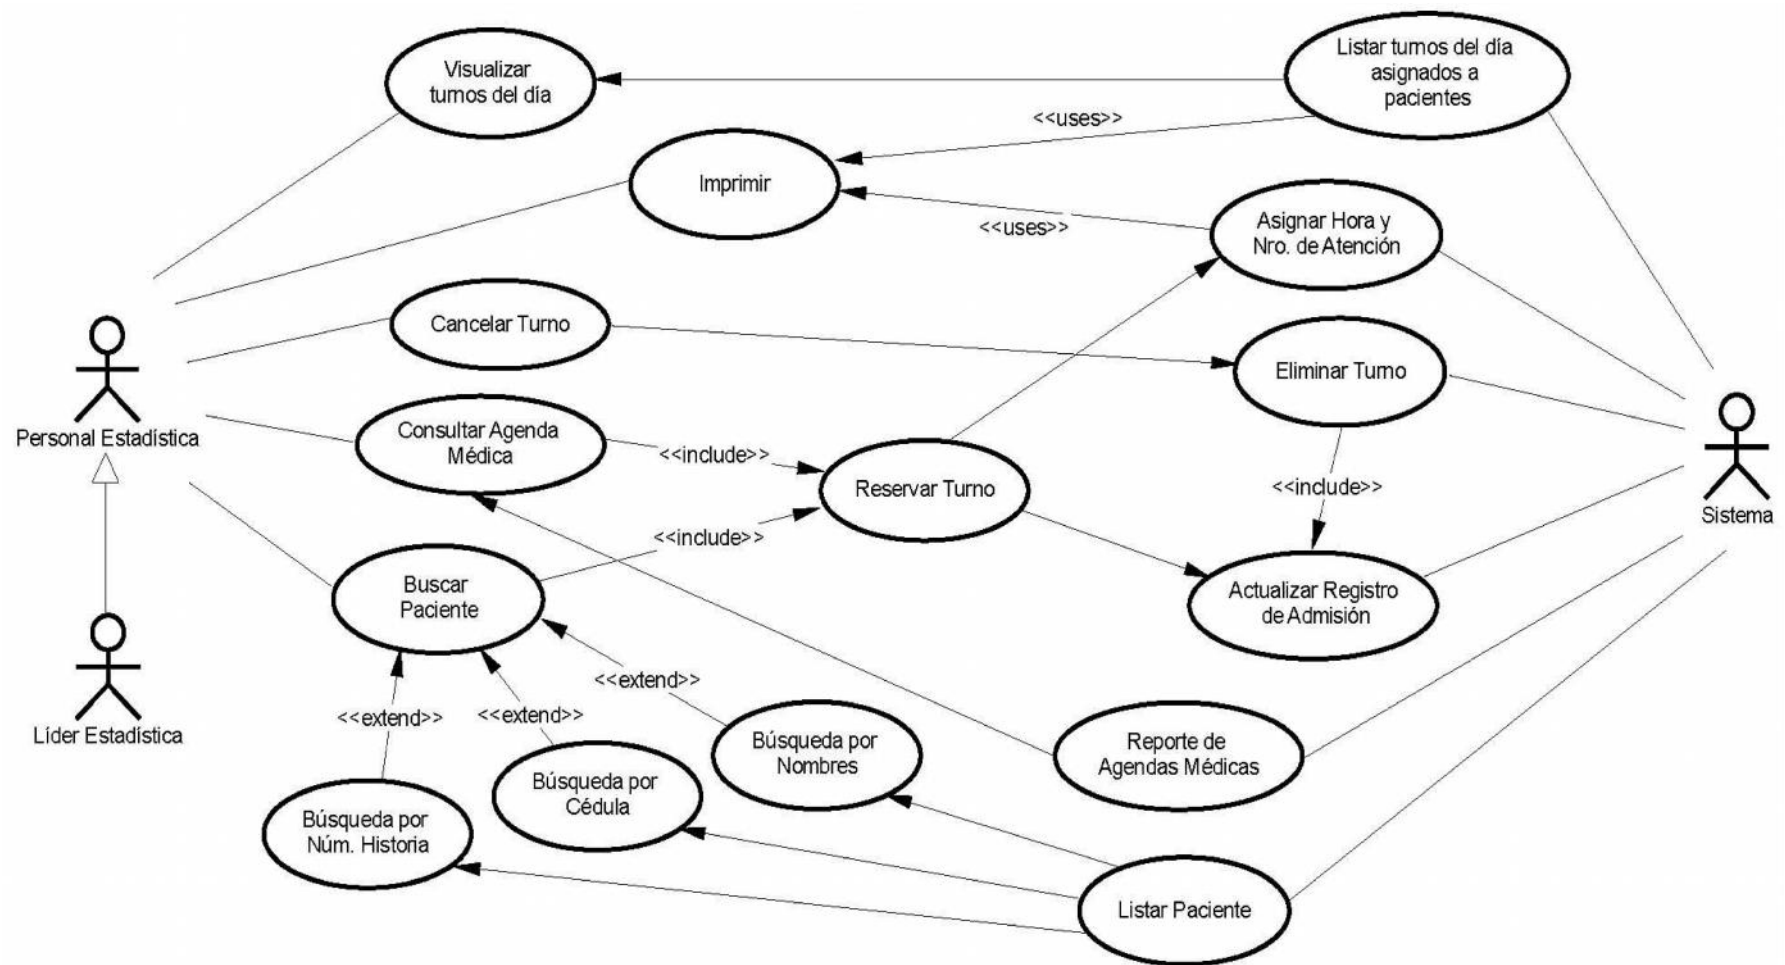 Visualizar
turnos del día
Listar turnos del día
asignados a
pacientes
<<uses>>
Imprimir
<<uses>>
Asignar Hora y
Nro. de Atención
Cancelar Turno
Eliminar Turno
Personal Estadística
Consultar Agenda
Médica
<<include>>
Reservar Turno
<<include>>
Sistema
<<include>>
Buscar
Paciente
Actualizar Registro
de Admisión
<<extend>>
<<extend>>
<<extend>>
Líder Estadística
Búsqueda por
Nombres
Reporte de
Agendas Médicas
Búsqueda por
Cédula
Búsqueda por
Núm. Historia
Listar Paciente